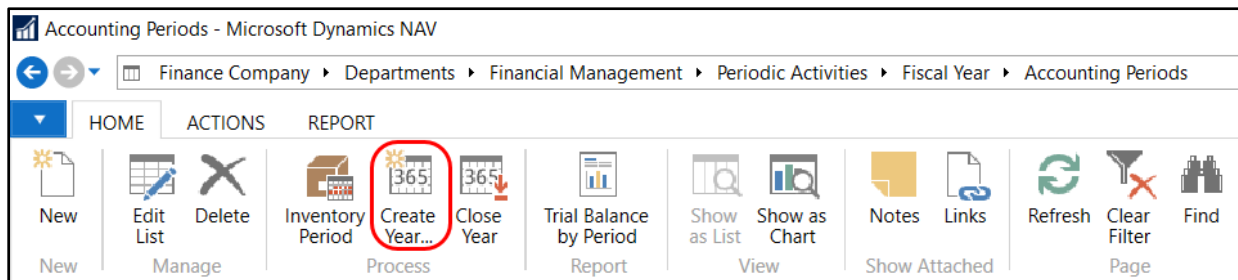 Accounting Periods - Microsoft Dynamics NAV
Finance Company ▸ Departments ▸ Financial Management ▸ Periodic Activities ▸ Fiscal Year ▸ Accounting Periods
HOME ACTIONS REPORT
365 365
New Edit Delete Inventory Create Close Trial Balance Show Show as Notes Links Refresh Clear Find
List Period Year... Year by Period as List Chart Filter
New Manage Process Report View Show Attached Page